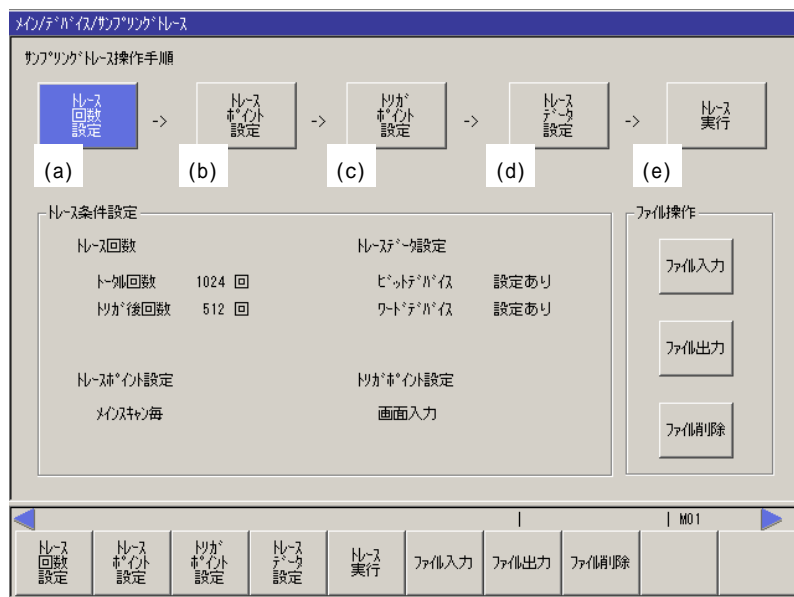 ﾒｲﾝ/ﾃﾞﾊﾞｲｽ/ｻﾝﾌﾟﾘﾝｸﾞﾄﾚｰｽ
ｻﾝﾌﾟﾘﾝｸﾞﾄﾚｰｽ操作手順
ﾄﾚｰｽ
回数
設定
->
ﾄﾚｰｽ
ﾎﾟｲﾝﾄ
設定
->
ﾄﾘｶﾞ
ﾎﾟｲﾝﾄ
設定
->
ﾄﾚｰｽ
ﾃﾞｰﾀ
設定
->
ﾄﾚｰｽ
実行
(a)
(b)
(c)
(d)
(e)
ﾄﾚｰｽ条件設定
ﾄﾚｰｽ回数
ﾄｰﾀﾙ回数 1024 回
ﾄﾘｶﾞ後回数 512 回
ﾄﾚｰｽﾎﾟｲﾝﾄ設定
ﾒｲﾝｽｷｬﾝ毎
ﾄﾚｰｽﾃﾞｰﾀ設定
ﾋﾞｯﾄﾃﾞﾊﾞｲｽ 設定あり
ﾜｰﾄﾞﾃﾞﾊﾞｲｽ 設定あり
ﾄﾘｶﾞﾎﾟｲﾝﾄ設定
画面入力
ﾌｧｲﾙ操作
ﾌｧｲﾙ入力
ﾌｧｲﾙ出力
ﾌｧｲﾙ削除
M01
ﾄﾚｰｽ
回数
設定
ﾄﾚｰｽ
ﾎﾟｲﾝﾄ
設定
ﾄﾘｶﾞ
ﾎﾟｲﾝﾄ
設定
ﾄﾚｰｽ
ﾃﾞｰﾀ
設定
ﾄﾚｰｽ
実行
ﾌｧｲﾙ入力
ﾌｧｲﾙ出力
ﾌｧｲﾙ削除